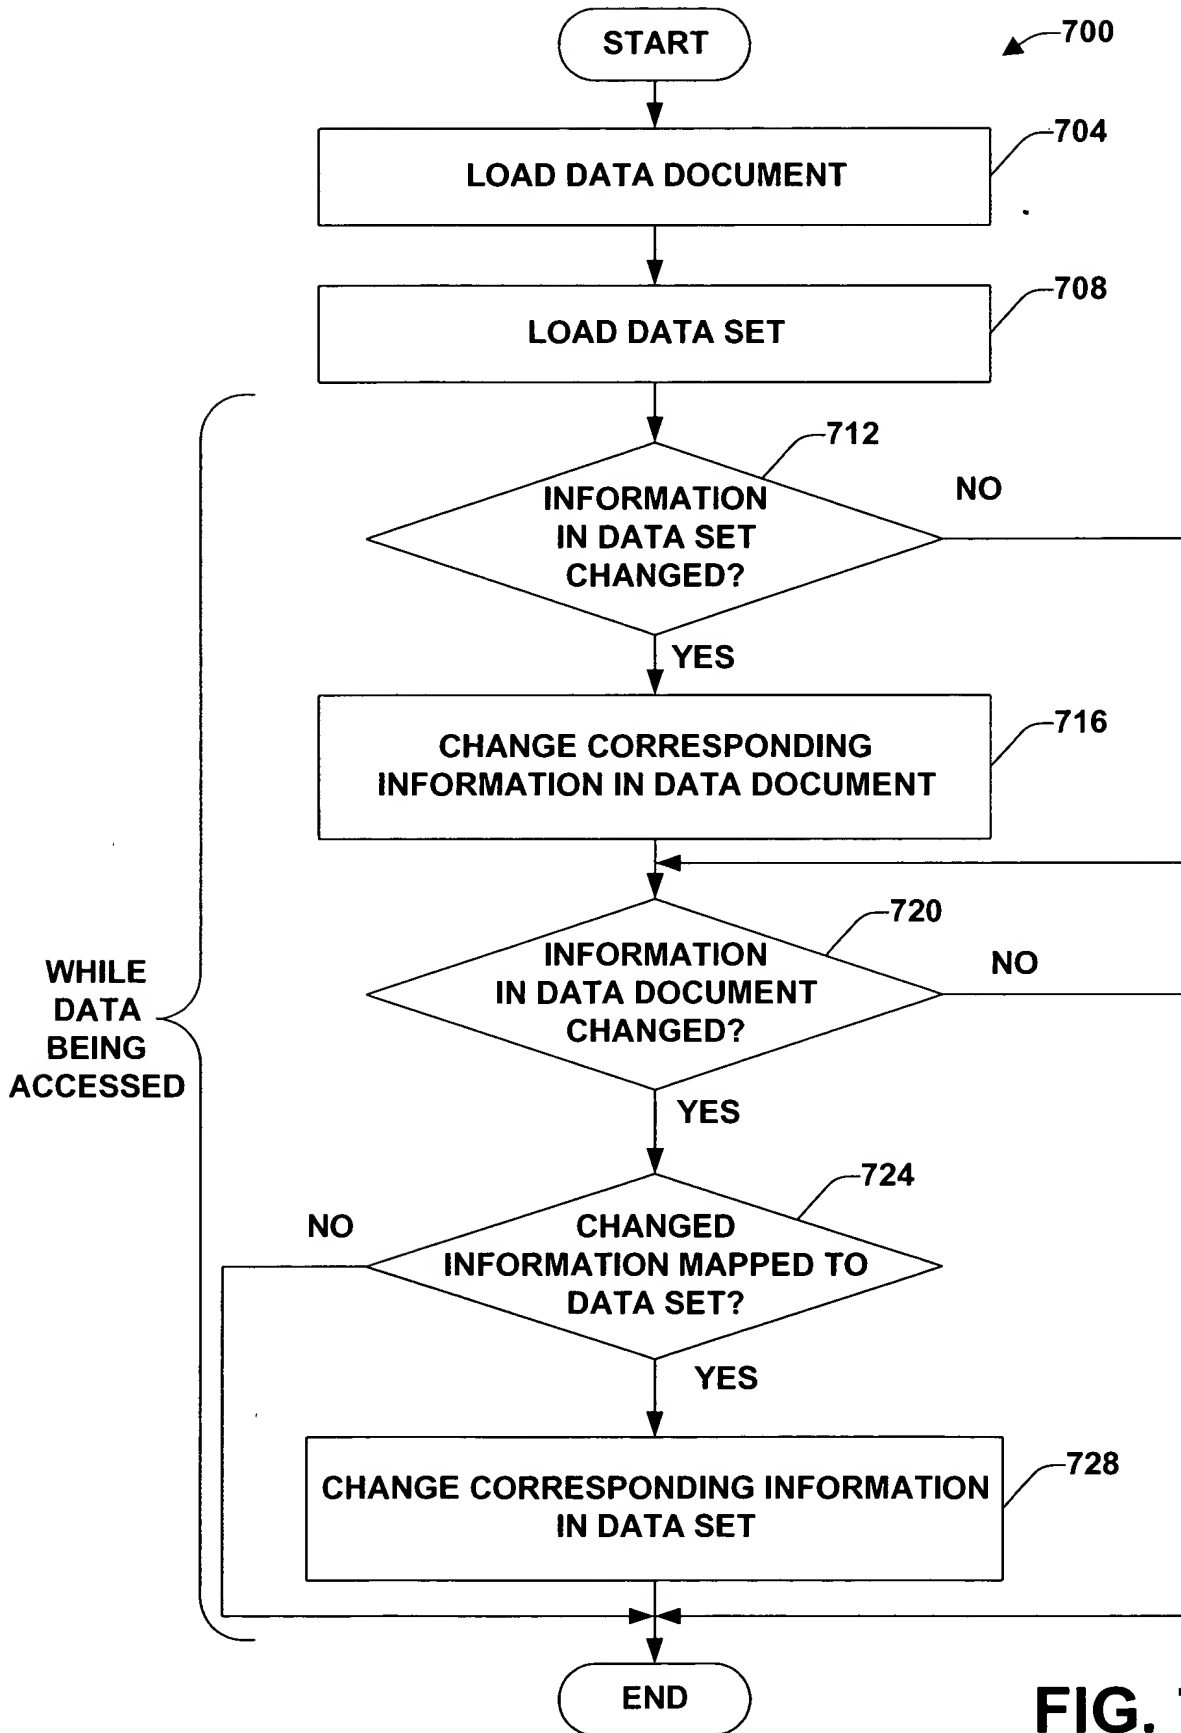 START
700
704
LOAD DATA DOCUMENT
708
LOAD DATA SET
712
INFORMATION
IN DATA SET
CHANGED?
NO
YES
716
CHANGE CORRESPONDING
INFORMATION IN DATA DOCUMENT
720
INFORMATION
IN DATA DOCUMENT
CHANGED?
NO
WHILE
DATA
BEING
ACCESSED
YES
724
CHANGED
INFORMATION MAPPED TO
DATA SET?
NO
YES
728
CHANGE CORRESPONDING INFORMATION
IN DATA SET
END
FIG.